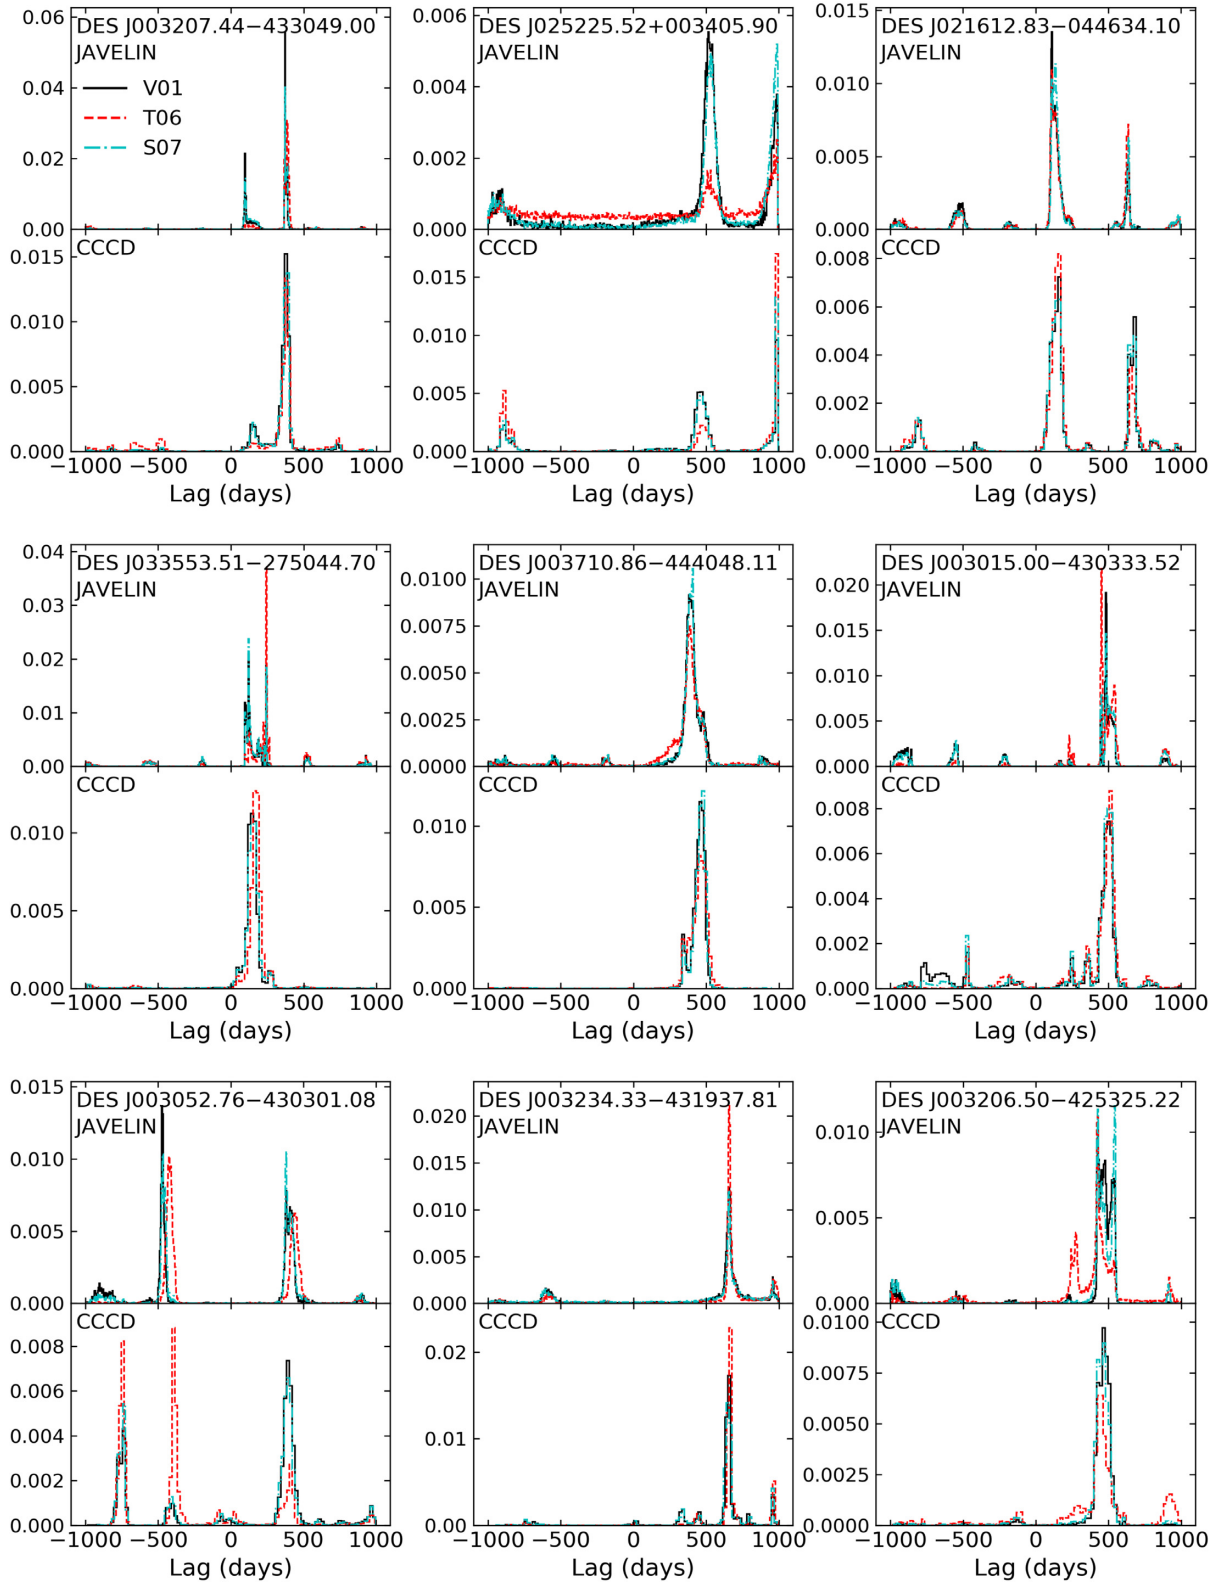 DES J003207.44−433049.00
JAVELIN
V01
T06
S07
0.06
0.04
0.02
0.00
CCCD
0.015
0.010
0.005
0.000
−1000 −500 0 500 1000
Lag (days)
DES J025225.52+003405.90
JAVELIN
0.006
0.004
0.002
0.000
CCCD
0.015
0.010
0.005
0.000
−1000 −500 0 500 1000
Lag (days)
DES J021612.83−044634.10
JAVELIN
0.015
0.010
0.005
0.000
CCCD
0.008
0.006
0.004
0.002
0.000
−1000 −500 0 500 1000
Lag (days)
DES J033553.51−275044.70
JAVELIN
0.04
0.03
0.02
0.01
0.00
CCCD
0.010
0.005
0.000
−1000 −500 0 500 1000
Lag (days)
DES J003710.86−444048.11
JAVELIN
0.0100
0.0075
0.0050
0.0025
0.0000
CCCD
0.010
0.005
0.000
−1000 −500 0 500 1000
Lag (days)
DES J003015.00−430333.52
JAVELIN
0.020
0.015
0.010
0.005
0.000
CCCD
0.008
0.006
0.004
0.002
0.000
−1000 −500 0 500 1000
Lag (days)
DES J003052.76−430301.08
JAVELIN
0.015
0.010
0.005
0.000
CCCD
0.008
0.006
0.004
0.002
0.000
−1000 −500 0 500 1000
Lag (days)
DES J003234.33−431937.81
JAVELIN
0.020
0.015
0.010
0.005
0.000
CCCD
0.02
0.01
0.00
−1000 −500 0 500 1000
Lag (days)
DES J003206.50−425325.22
JAVELIN
0.010
0.005
0.000
CCCD
0.0100
0.0075
0.0050
0.0025
0.0000
−1000 −500 0 500 1000
Lag (days)